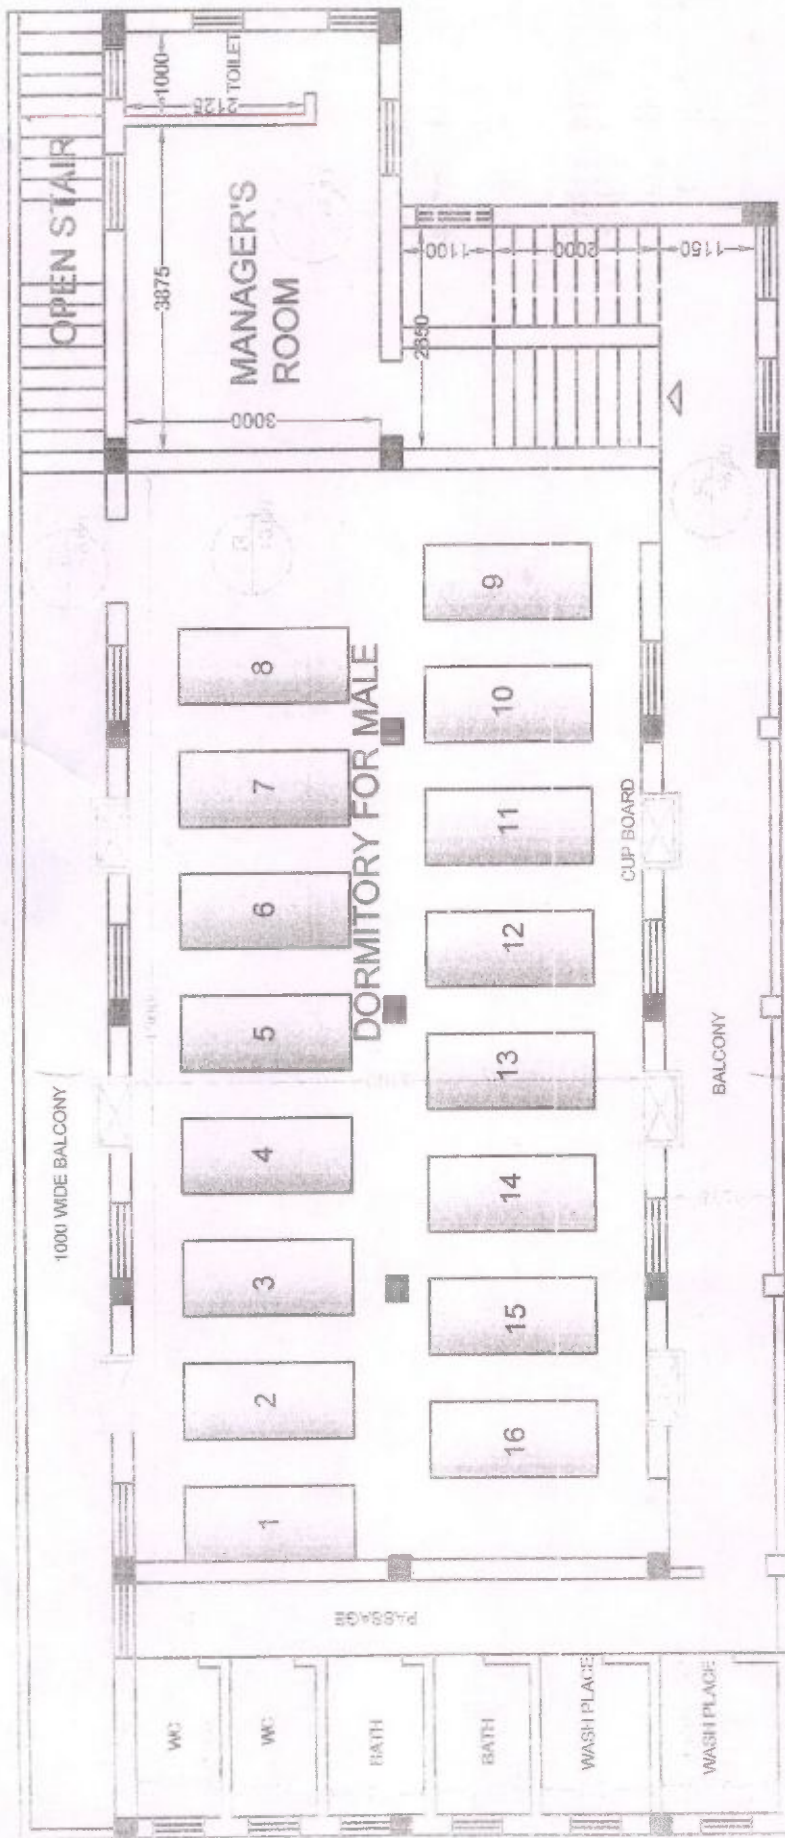 OPEN STAIR
1000
TOILET
2125
3875
MANAGER'S
ROOM
3000
2850
1100
2000
1150
1000 WIDE BALCONY
DORMITORY FOR MALE
1
2
3
4
5
6
7
8
9
10
11
12
13
14
15
16
CUP BOARD
BALCONY
PASSAGE
WC
WC
BATH
BATH
WASH PLACE
WASH PLACE